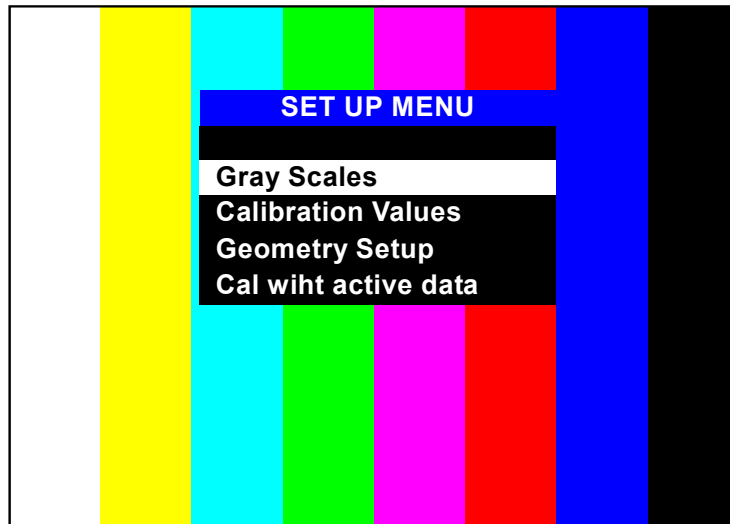 SET UP MENU
Gray Scales
Calibration Values
Geometry Setup
Cal wiht active data